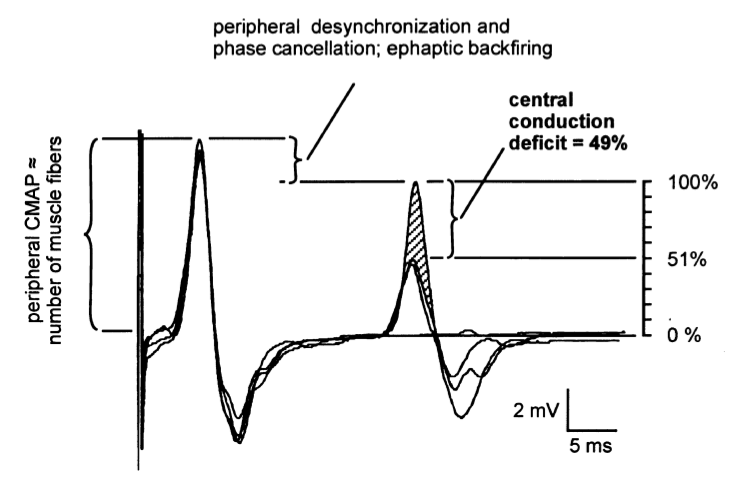 peripheral desynchronization and
phase cancellation; ephaptic backfiring
central
conduction
deficit = 49%
peripheral CMAP ≈
number of muscle fibers
100%
51%
0 %
2 mV
5 ms